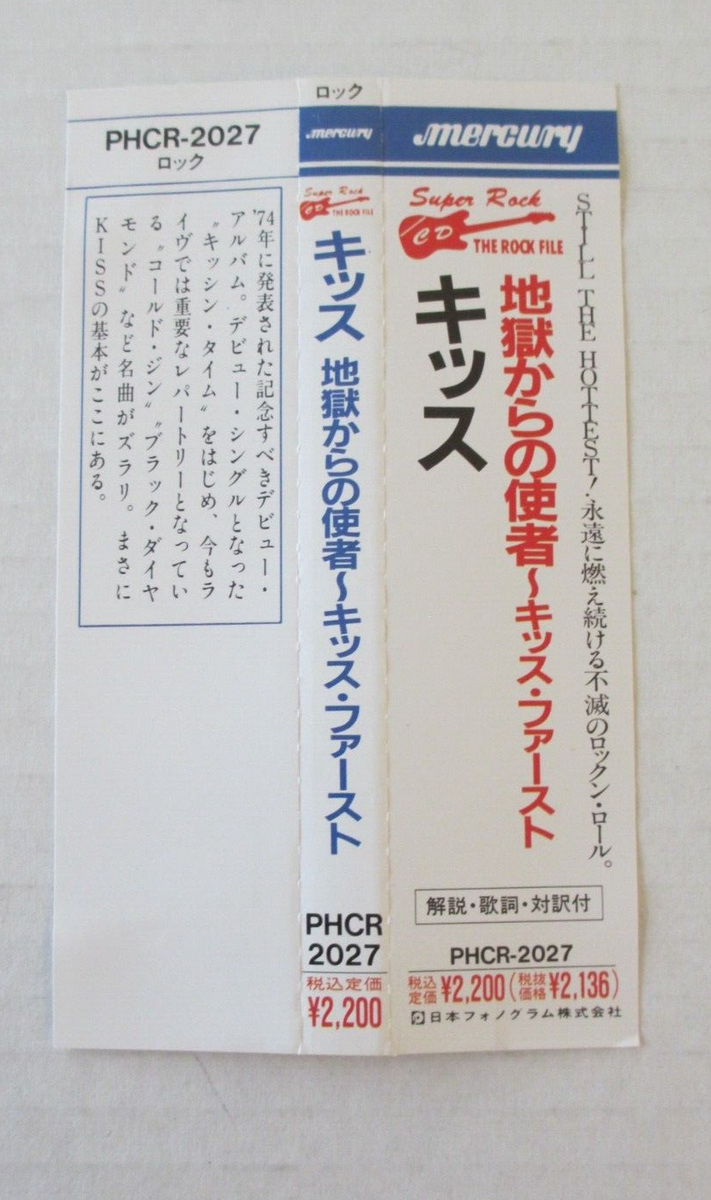 PHCR-2027
ロック
'74年に発表された記念すべきデビュー・
アルバム。デビュー・シングルとなった
〝キッシン・タイム〟をはじめ、今もラ
イヴでは重要なレパートリーとなってい
る〝コールド・ジン〟〝ブラック・ダイヤ
モンド〟など名曲がズラリ。まさに
KISSの基本がここにある。
ロック
mercury
Super Rock
CD THE ROCK FILE
キッス 地獄からの使者～キッス・ファースト
PHCR
2027
税込定価
¥2,200
mercury
Super Rock
CD THE ROCK FILE
STILL THE HOTTEST！永遠に燃え続ける不滅のロックン・ロール。
地獄からの使者～キッス・ファースト
キッス
解説・歌詞・対訳付
PHCR-2027
税込定価¥2,200(税抜価格¥2,136)
日本フォノグラム株式会社